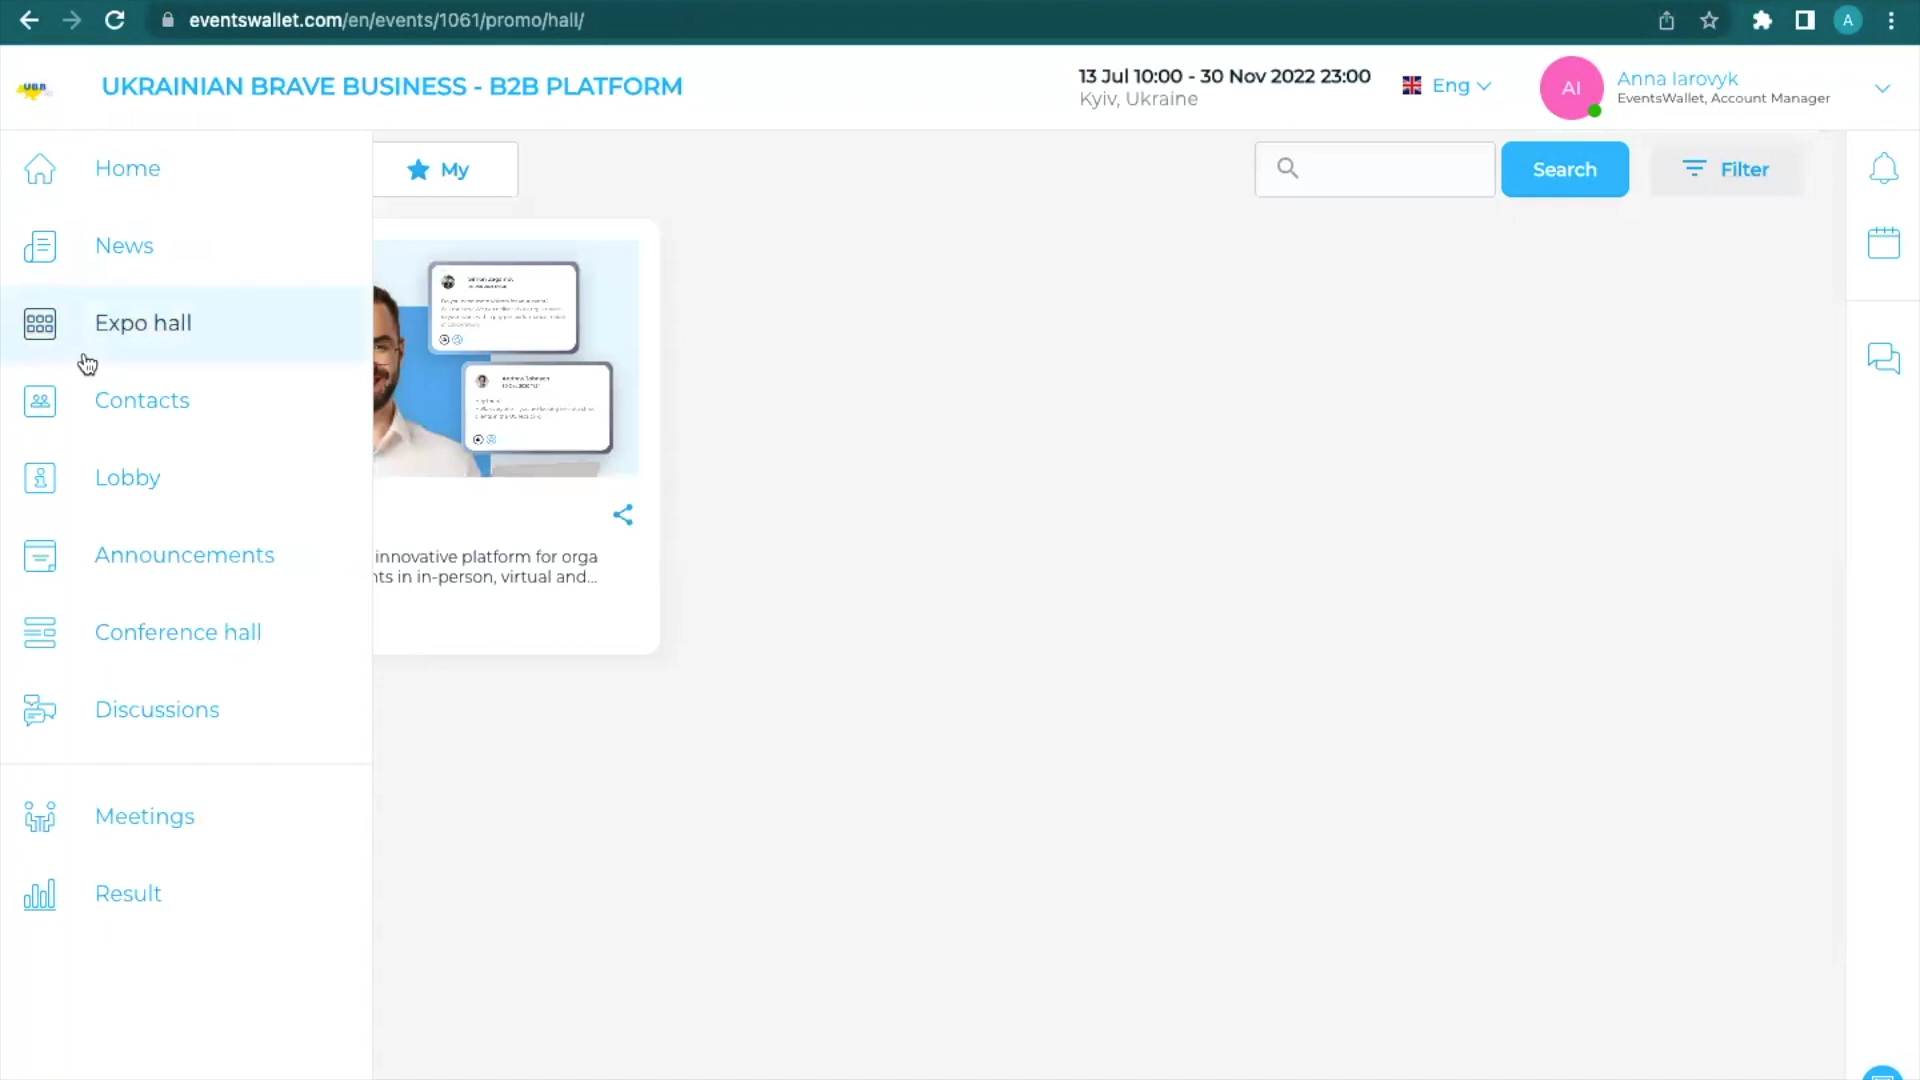 eventswallet.com/en/events/1061/promo/hall/
A
UBB
UKRAINIAN BRAVE BUSINESS - B2B PLATFORM
13 Jul 10:00 - 30 Nov 2022 23:00
Kyiv, Ukraine
Eng
AI
Anna Iarovyk
EventsWallet, Account Manager
Home
News
Expo hall
Contacts
Lobby
Announcements
Conference hall
Discussions
Meetings
Result
My
Search
Filter
innovative platform for orga
nts in in-person, virtual and...